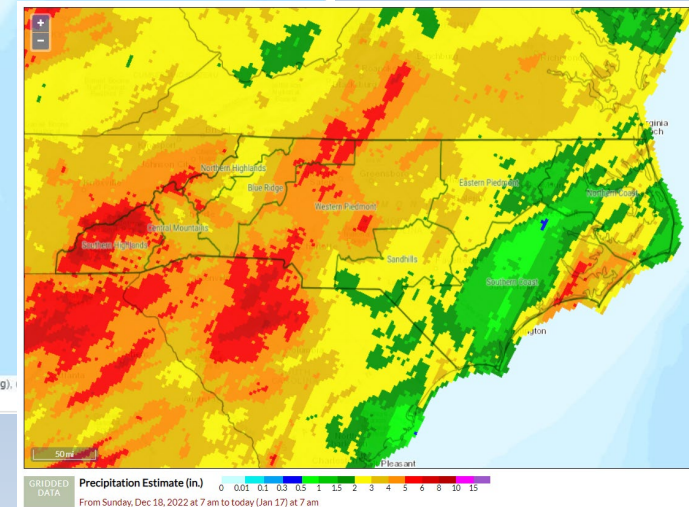 +
−
rginia
ch
Northern Highlands
Eastern Piedmont
Blue Ridge
Northern Coast
Western Piedmont
Central Mountains
Southern Highlands
Sandhills
Southern Coast
gton
g),
50 mi
Pleasant
GRIDDED
DATA
Precipitation Estimate (in.)
0 0.01 0.1 0.3 0.5 1 1.5 2 3 4 5 6 8 10 15
From Sunday, Dec 18, 2022 at 7 am to today (Jan 17) at 7 am